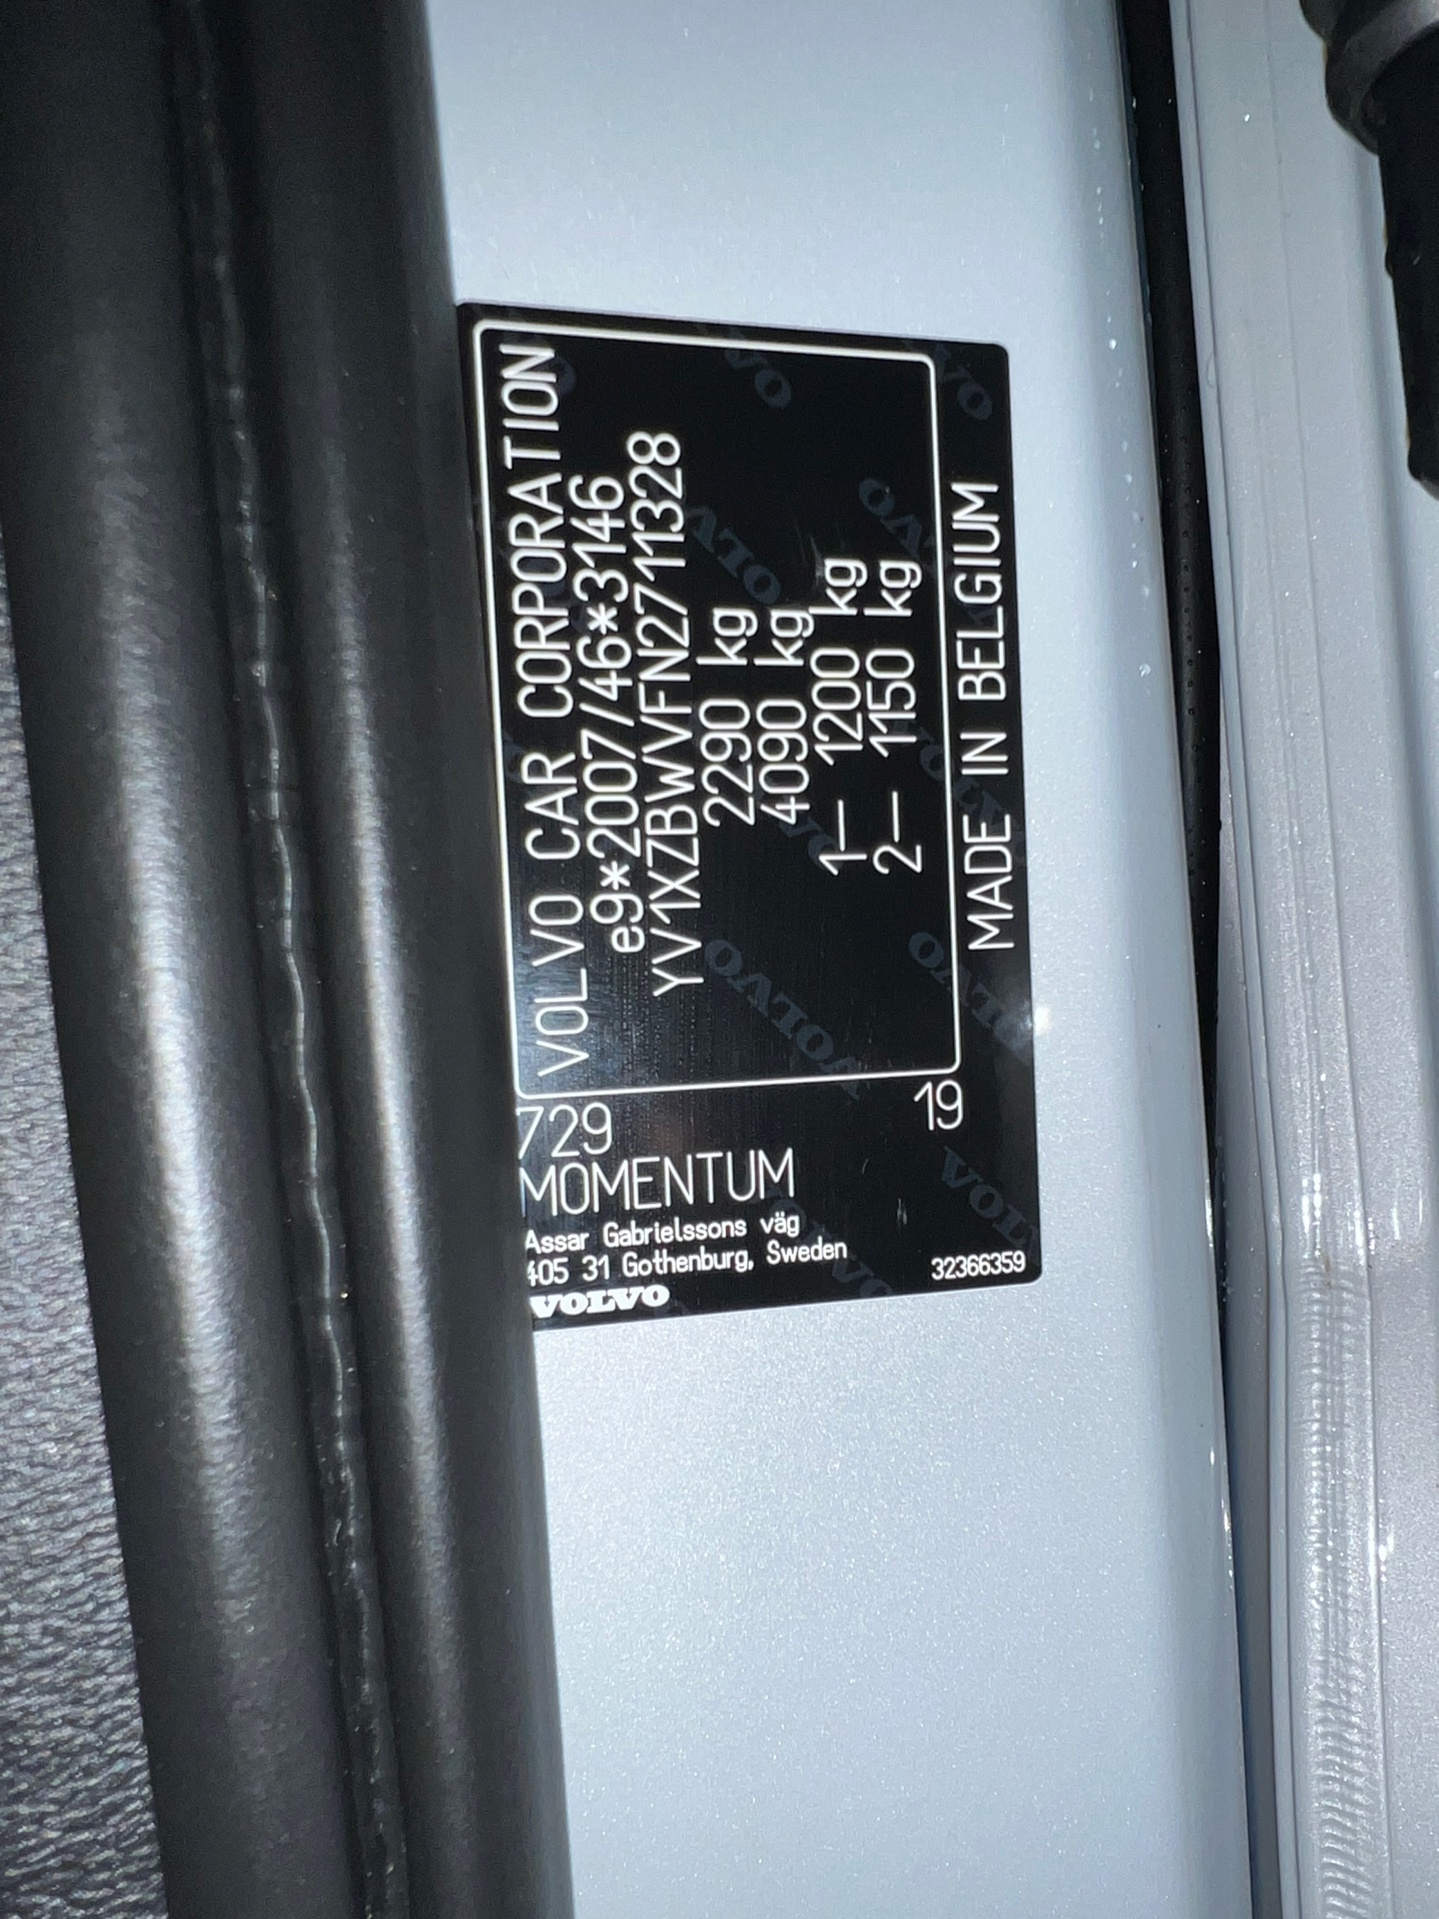 VOLVO CAR CORPORATION
e9*2007/46*3146
YV1XZBWVFN2711328
2290 kg
4090 kg
1— 1200 kg
2— 1150 kg
MADE IN BELGIUM
729
19
MOMENTUM
Assar Gabrielssons väg
405 31 Gothenburg, Sweden
VOLVO
32366359